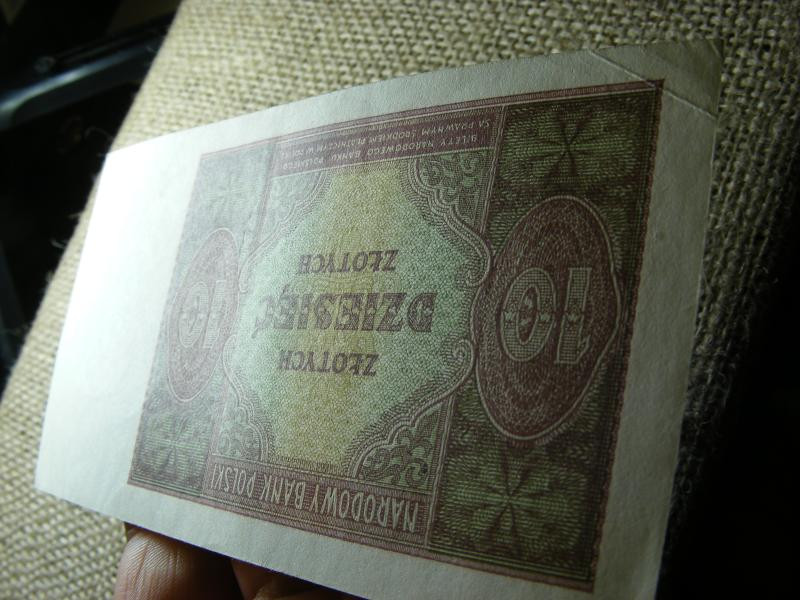 NARODOWY BANK POLSKI
ZŁOTYCH
10 DZIESIĘĆ 10
ZŁOTYCH
BILETY NARODOWEGO BANKU POLSKIEGO
SĄ PRAWNYM ŚRODKIEM PŁATNICZYM W POLSCE